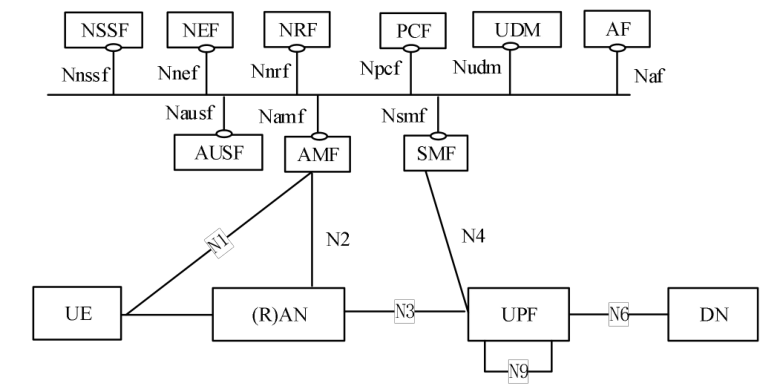 NSSF NEF NRF PCF UDM AF
Nnssf Nnef Nnrf Npcf Nudm Naf
Nausf Namf Nsmf
AUSF AMF SMF
N1 N2 N4
UE (R)AN N3 UPF N6 DN
N9